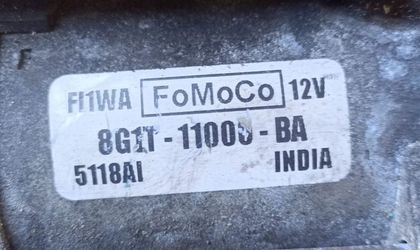 FI1WA FoMoCo 12V
8G1T-11000-BA
5118AI INDIA